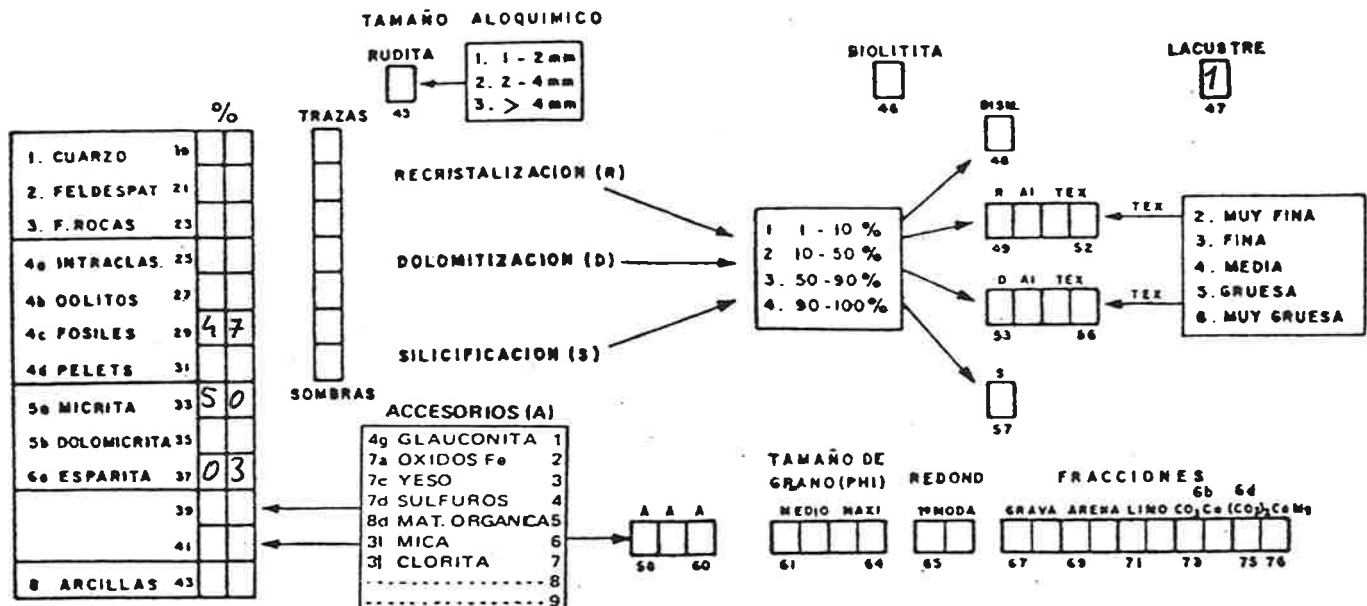 TAMAÑO ALOQUIMICO
RUDITA
43
1. 1 - 2 mm
2. 2 - 4 mm
3. > 4 mm
BIOLITITA
46
LACUSTRE
1
47
%
1. CUARZO 19
2. FELDESPAT 21
3. F. ROCAS 23
4a INTRACLAS. 25
4b OOLITOS 27
4c FOSILES 29 4 7
4d PELETS 31
5a MICRITA 33 5 0
5b DOLOMICRITA 35
6a ESPARITA 37 0 3
39
41
8 ARCILLAS 43
TRAZAS
SOMBRAS
RECRISTALIZACION (R)
DOLOMITIZACIÓN (D)
SILICIFICACION (S)
1 1 - 10 %
2 10 - 50 %
3. 50 - 90 %
4. 90 - 100 %
DISM.
48
R AI TEX
49 52
TEX
D AI TEX
53 56
TEX
S
57
2. MUY FINA
3. FINA
4. MEDIA
5. GRUESA
6. MUY GRUESA
ACCESORIOS (A)
4g GLAUCONITA 1
7a OXIDOS Fe 2
7c YESO 3
7d SULFUROS 4
8d MAT. ORGANICA 5
3l MICA 6
3l CLORITA 7
8
9
A A A
58 60
TAMAÑO DE
GRANO (PHI)
MEDIO MAXI
61 64
REDOND
1ª MODA
65
FRACCIONES
6b 6d
GRAVA ARENA LIMO CO3Ca (CO3)2CaMg
67 69 71 73 75 76